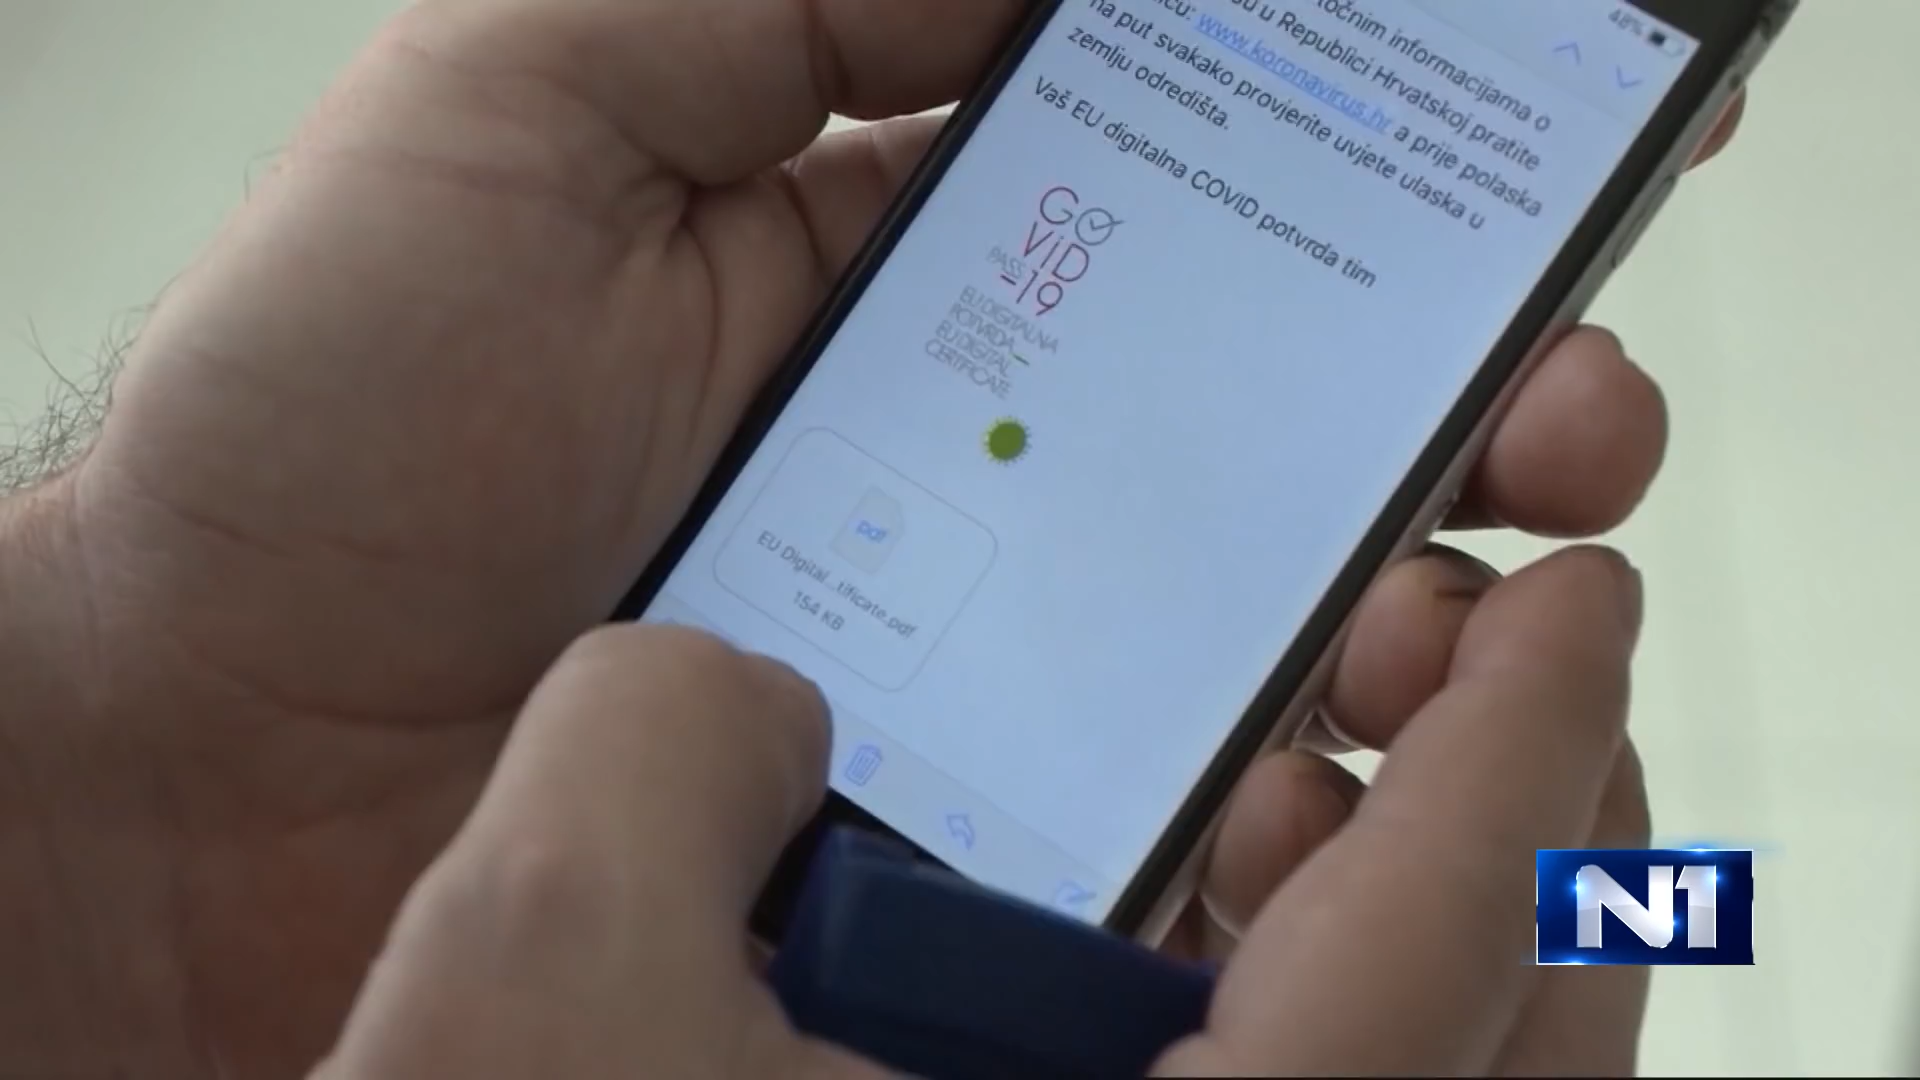 48%
točnim informacijama o
u Republici Hrvatskoj pratite
www.koronavirus.hr a prije polaska
na put svakako provjerite uvjete ulaska u
zemlju odredišta.
Vaš EU digitalna COVID potvrda tim
GO
ViD
PASS
-19
EU DIGITALNA
POTVRDA_
EU DIGITAL
CERTIFICATE
pdf
EU Digital...tificate.pdf
154 KB
N1